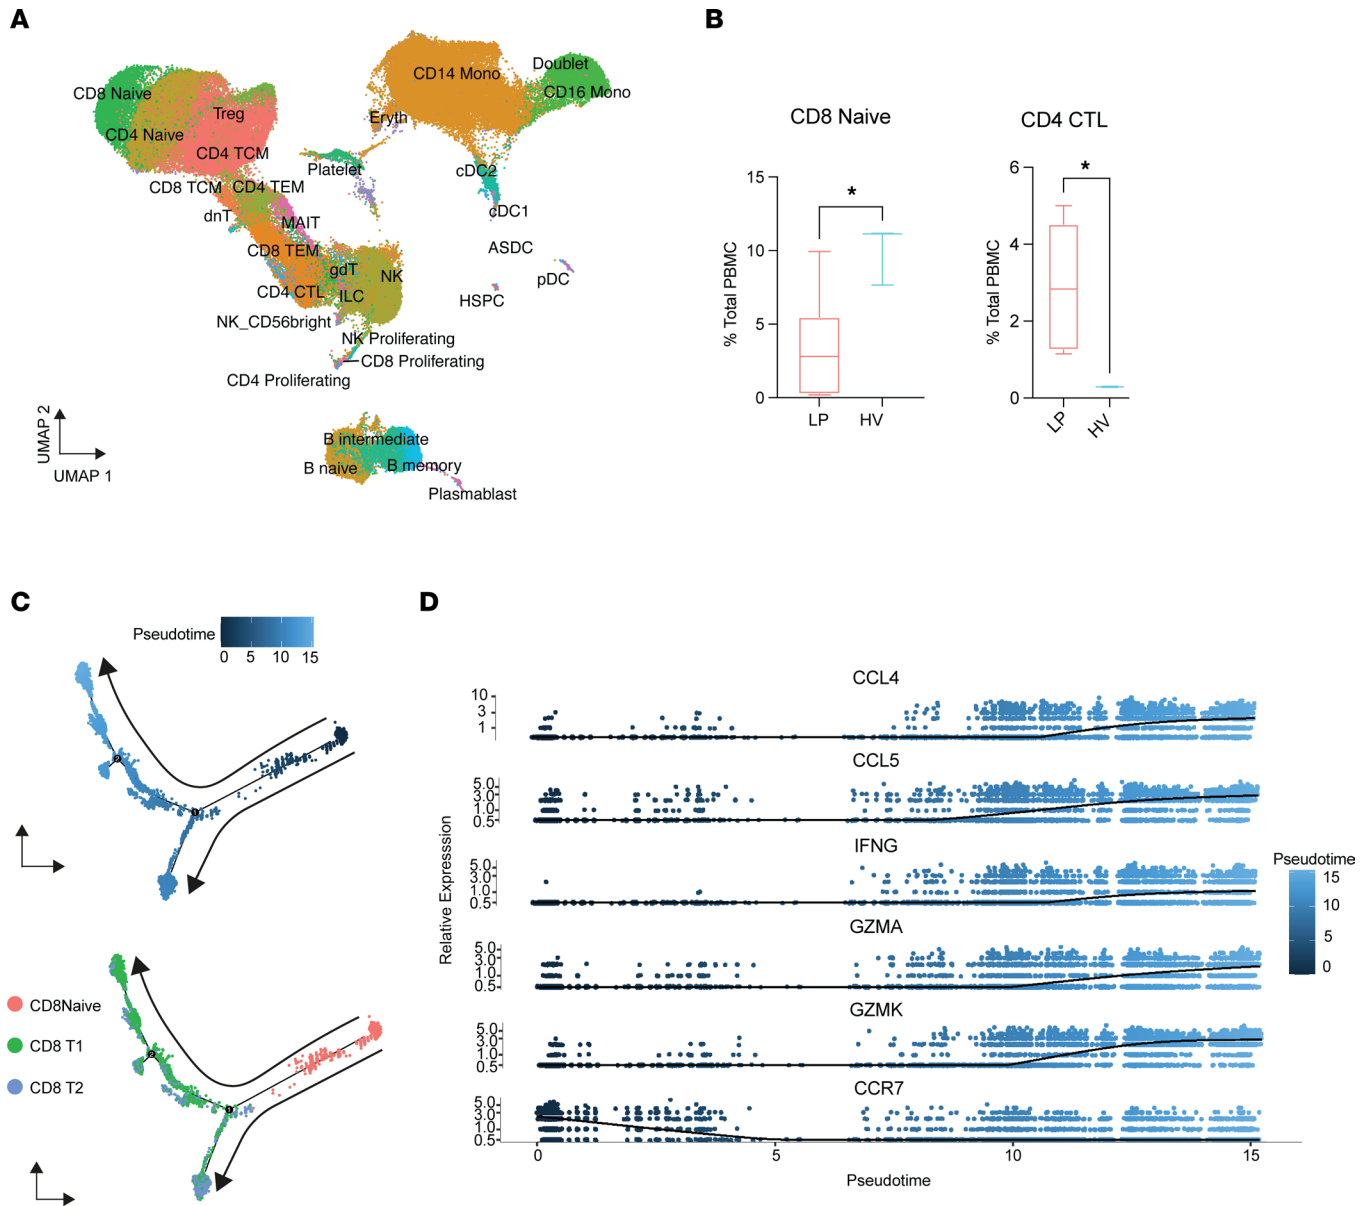 A
CD8 Naive
CD4 Naive
Treg
CD4 TCM
CD14 Mono
Doublet
CD16 Mono
Eryth
Platelet
cDC2
cDC1
CD8 TCM
CD4 TEM
dnT
MAIT
CD8 TEM
gdT
NK
CD4 CTL
ILC
ASDC
pDC
HSPC
NK_CD56bright
NK Proliferating
CD8 Proliferating
CD4 Proliferating
B intermediate
B naive
B memory
Plasmablast
UMAP 2
UMAP 1
B
CD8 Naive
% Total PBMC
15
10
5
0
*
LP
HV
CD4 CTL
% Total PBMC
6
4
2
0
*
LP
HV
C
Pseudotime
0 5 10 15
2
1
CD8Naive
CD8 T1
CD8 T2
2
1
D
Relative Expresssion
CCL4
10
3
1
CCL5
5.0
3.0
1.0
0.5
IFNG
5.0
3.0
1.0
0.5
GZMA
5.0
3.0
1.0
0.5
GZMK
5.0
3.0
1.0
0.5
CCR7
5.0
3.0
1.0
0.5
0 5 10 15
Pseudotime
Pseudotime
15
10
5
0